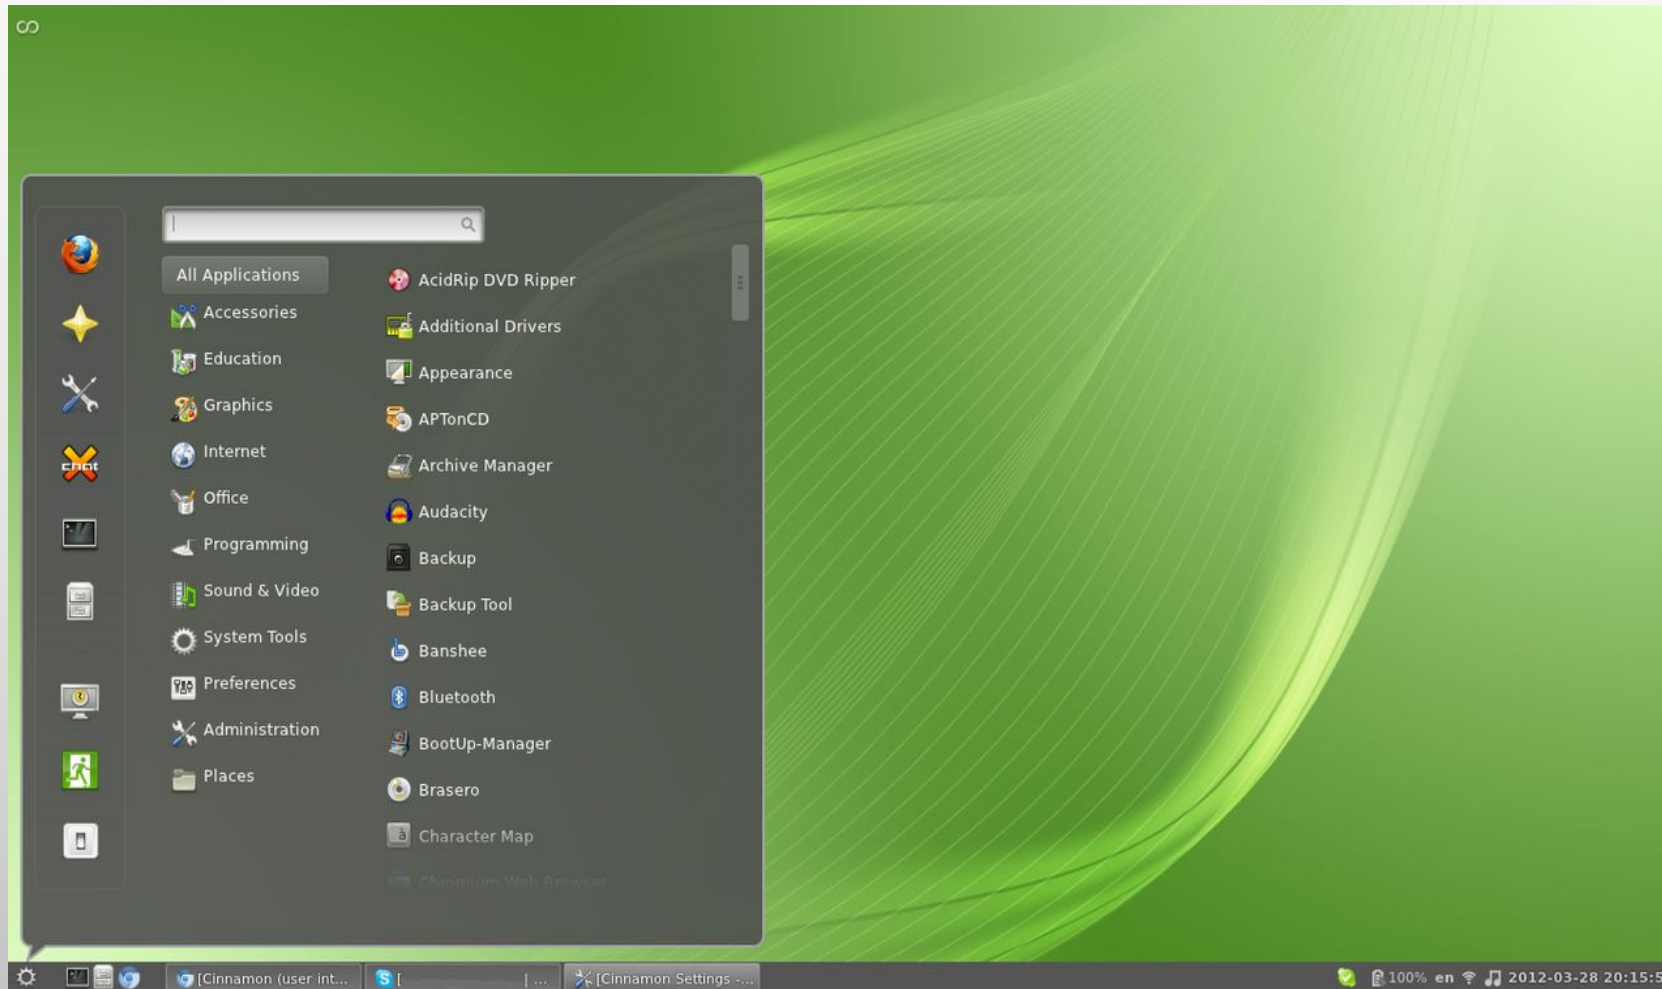 All Applications
Accessories
Education
Graphics
Internet
Office
Programming
Sound & Video
System Tools
Preferences
Administration
Places
AcidRip DVD Ripper
Additional Drivers
Appearance
APTonCD
Archive Manager
Audacity
Backup
Backup Tool
Banshee
Bluetooth
BootUp-Manager
Brasero
Character Map
Chromium Web Browser
chat
[Cinnamon (user int...
[ | ...
[Cinnamon Settings -...
100% en 2012-03-28 20:15:5